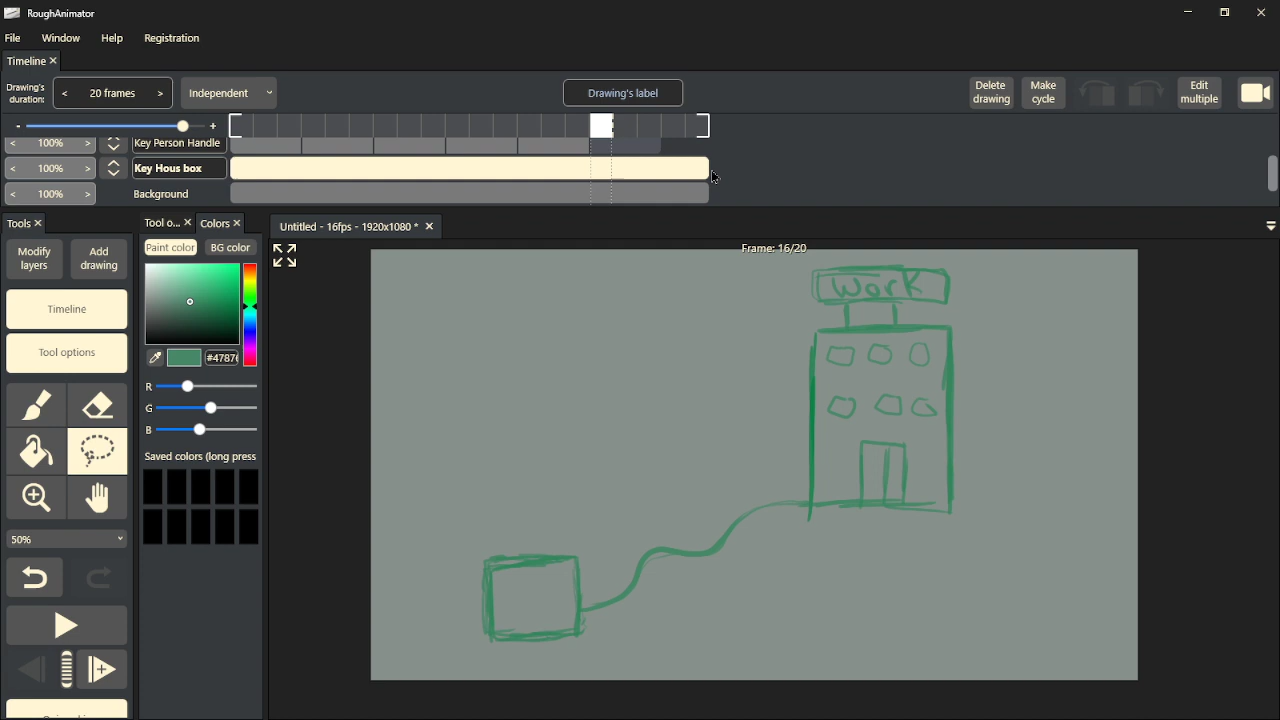 RoughAnimator
File Window Help Registration
Timeline
Drawing's duration: < 20 frames > Independent Drawing's label Delete drawing Make cycle Edit multiple
- +
< 100% > Key Person Handle
< 100% > Key Hous box
< 100% > Background
Tools Tool o... Colors Untitled - 16fps - 1920x1080 *
Modify layers Add drawing Paint color BG color Frame: 16/20
Work
Timeline
Tool options
#4787
R
G
B
Saved colors (long press
50%